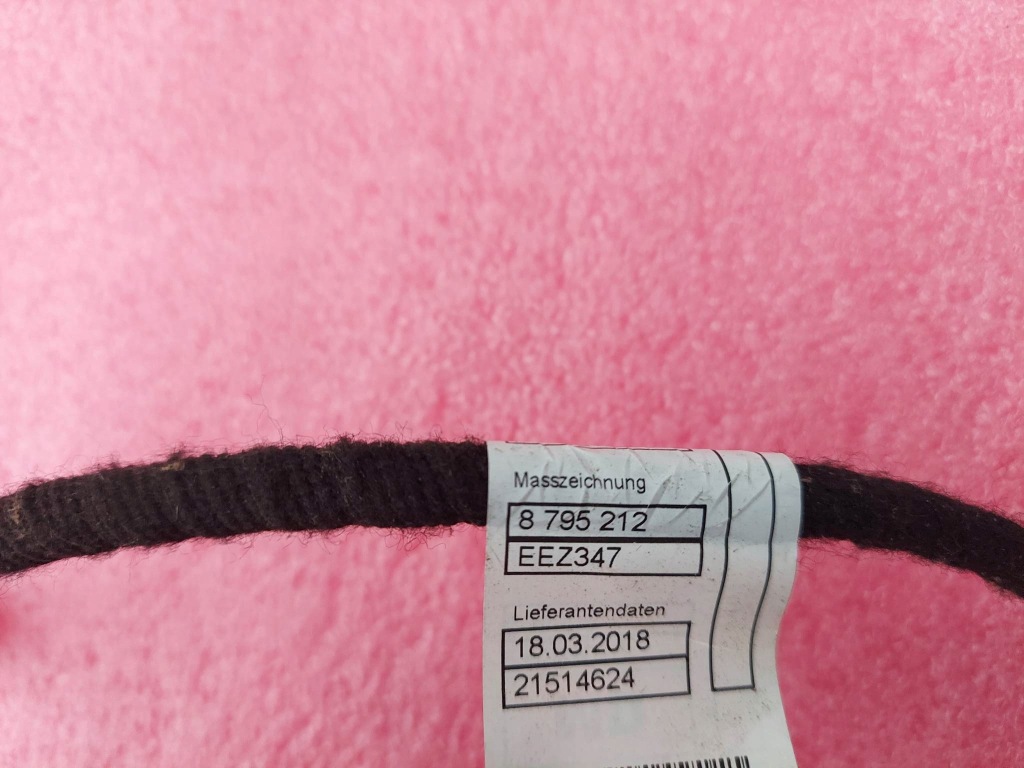 Masszeichnung
8 795 212
EEZ347
Lieferantendaten
18.03.2018
21514624